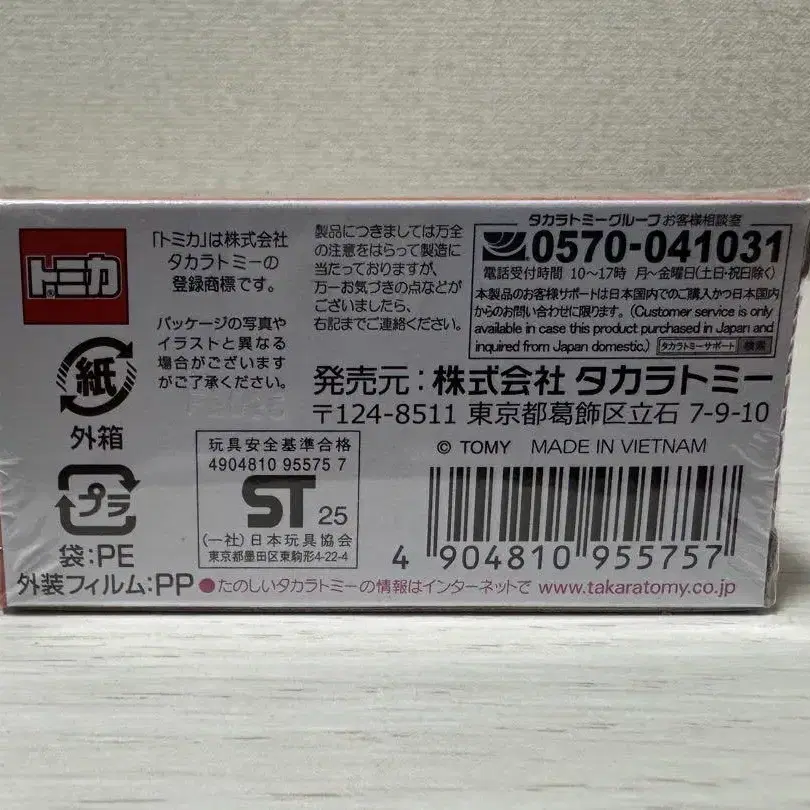 トミカ
「トミカ」は株式会社
タカラトミーの
登録商標です。
パッケージの写真や
イラストと異なる
場合がございます
がご了承ください。
製品につきましては万全
の注意をはらって製造に
当たっておりますが、
万一お気づきの点などが
ございましたら、
右記までご連絡ください。
タカラトミーグループ お客様相談室
0570-041031
電話受付時間 10〜17時 月〜金曜日(土・日・祝日除く)
本製品のお客様サポートは日本国内でのご購入かつ日本国内
からのお問い合わせに限ります。(Customer service is only
available in case this product purchased in Japan and
inquired from Japan domestic.) タカラトミーサポート 検索
発売元:株式会社 タカラトミー
〒124-8511 東京都葛飾区立石 7-9-10
© TOMY MADE IN VIETNAM
紙
外箱
プラ
袋:PE
外装フィルム:PP
玩具安全基準合格
4904810 95575 7
ST 25
(一社)日本玩具協会
東京都墨田区東駒形4-22-4
4 904810 955757
●たのしいタカラトミーの情報はインターネットで www.takaratomy.co.jp